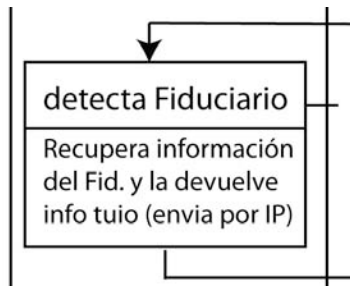 detecta Fiduciario
Recupera información
del Fid. y la devuelve
info tuio (envia por IP)